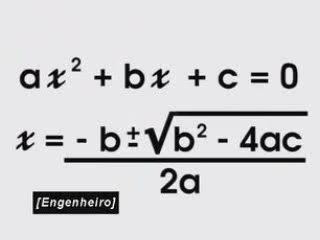 ax² + bx + c = 0
x = - b ± √b² - 4ac
2a
[Engenheiro]